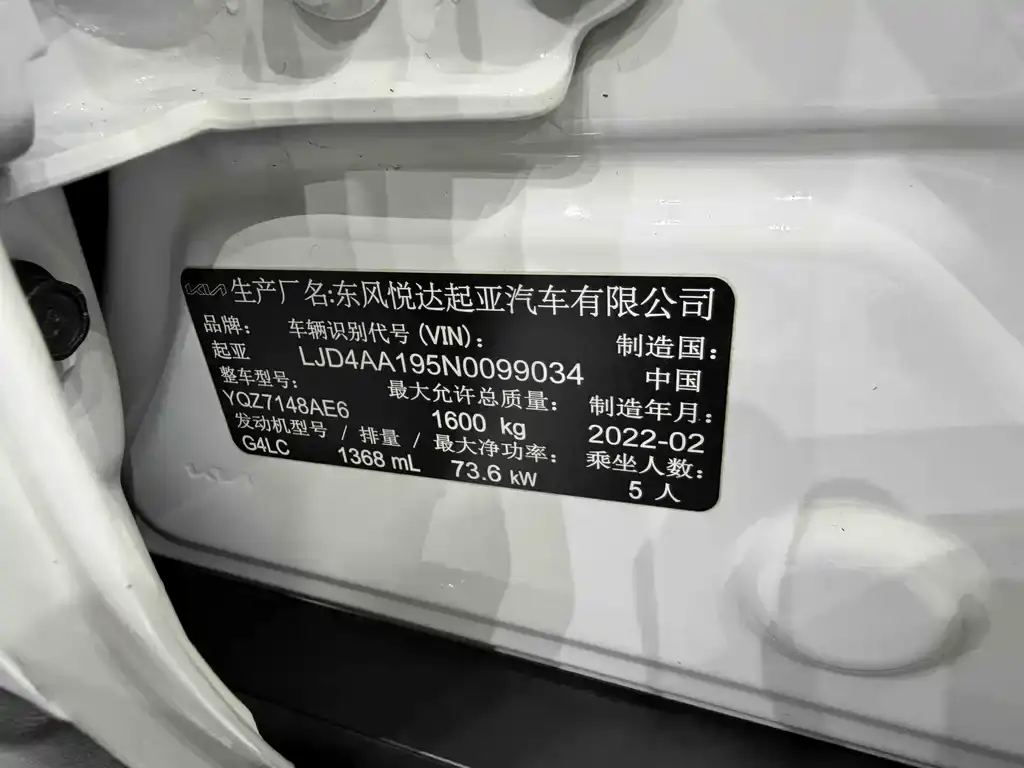 KIA 生产厂名:东风悦达起亚汽车有限公司
品牌: 车辆识别代号(VIN): 制造国:
起亚 LJD4AA195N0099034 中国
整车型号: 最大允许总质量: 制造年月:
YQZ7148AE6 1600 kg 2022-02
发动机型号 / 排量 / 最大净功率: 乘坐人数:
G4LC 1368 mL 73.6 kW 5 人